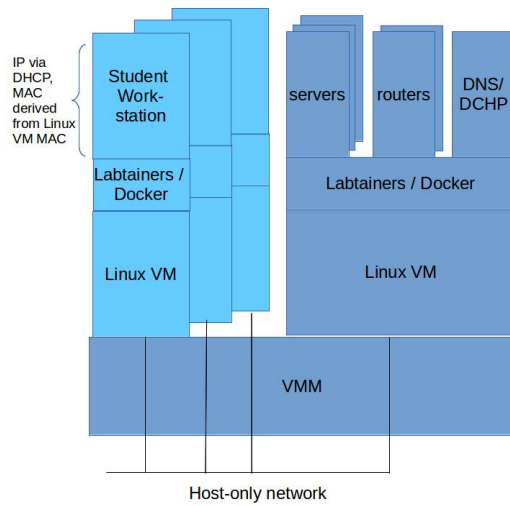 IP via
DHCP,
MAC
derived
from Linux
VM MAC
Student
Work-
station
Labtainers /
Docker
Linux VM
servers
routers
DNS/
DCHP
Labtainers / Docker
Linux VM
VMM
Host-only network